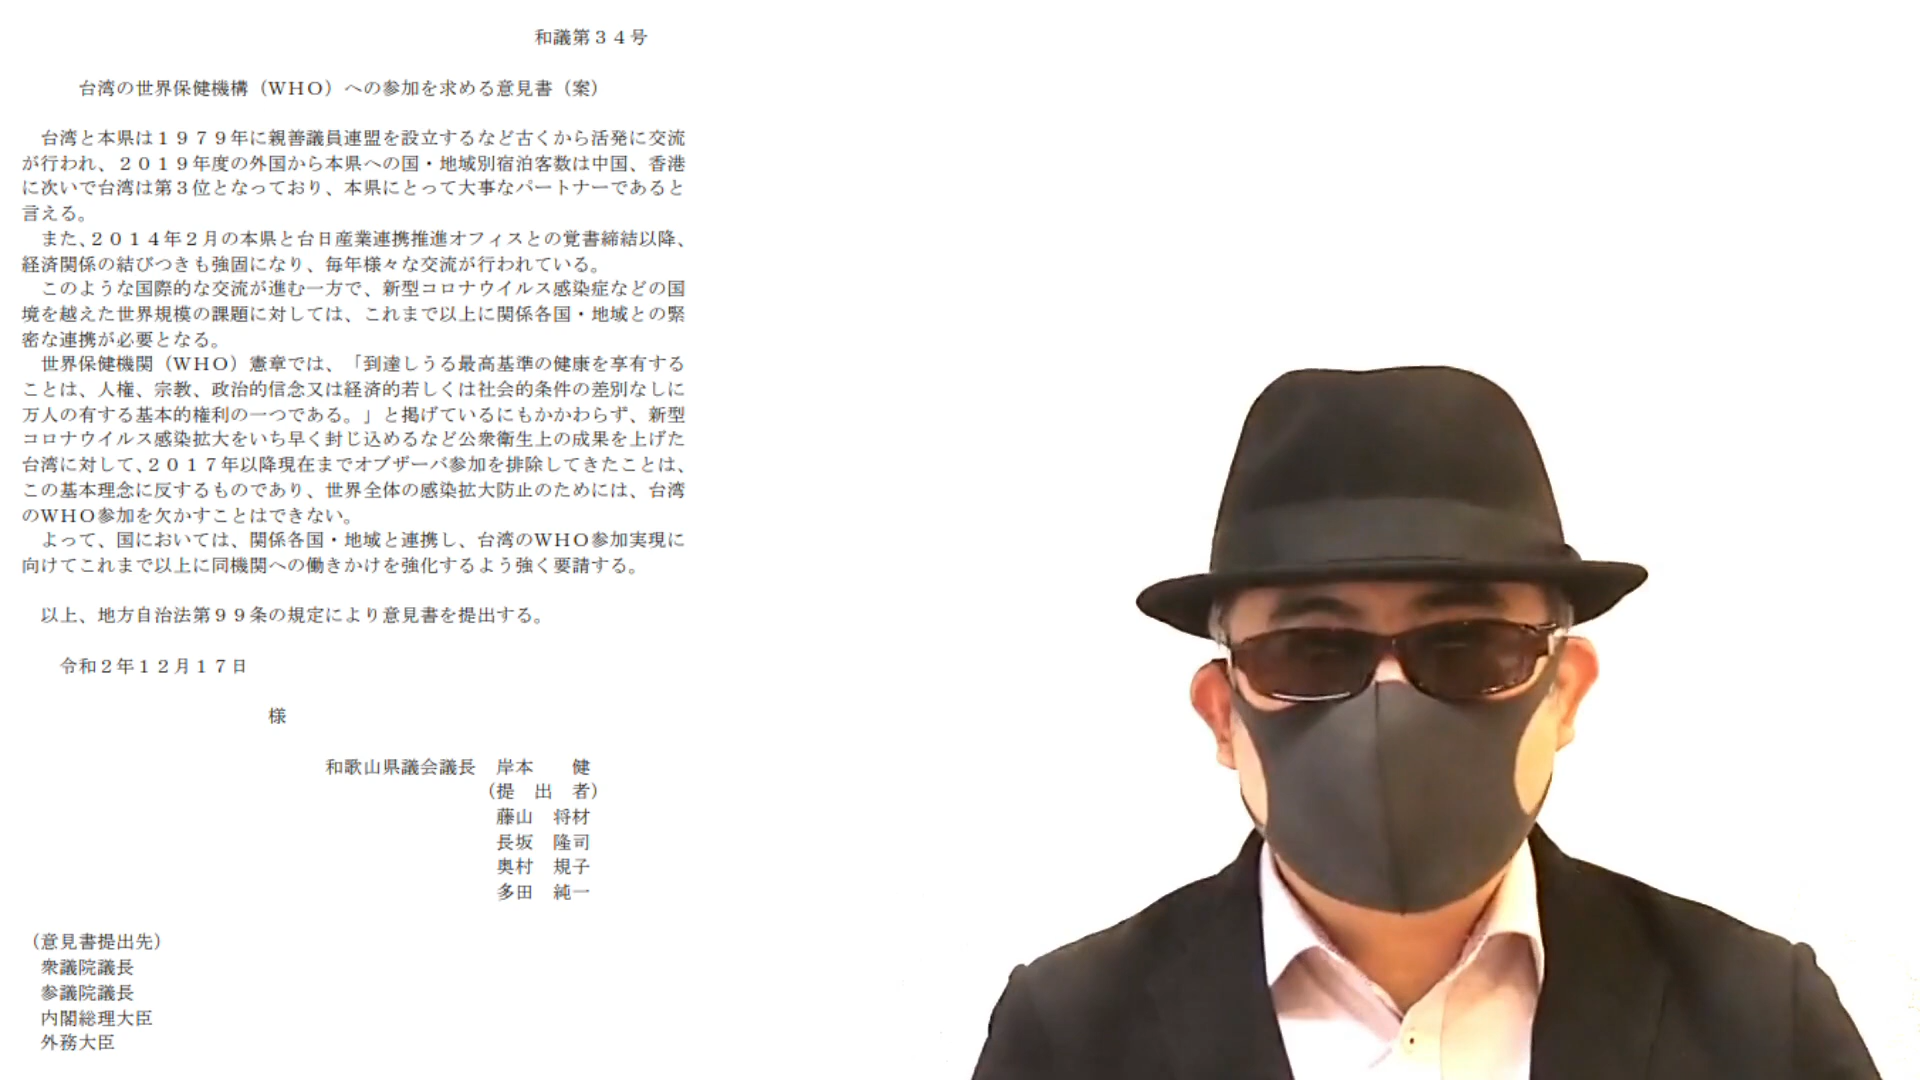 和議第３４号
台湾の世界保健機構（ＷＨＯ）への参加を求める意見書（案）
台湾と本県は１９７９年に親善議員連盟を設立するなど古くから活発に交流
が行われ、２０１９年度の外国から本県への国・地域別宿泊客数は中国、香港
に次いで台湾は第３位となっており、本県にとって大事なパートナーであると
言える。
また、２０１４年２月の本県と台日産業連携推進オフィスとの覚書締結以降、
経済関係の結びつきも強固になり、毎年様々な交流が行われている。
このような国際的な交流が進む一方で、新型コロナウイルス感染症などの国
境を越えた世界規模の課題に対しては、これまで以上に関係各国・地域との緊
密な連携が必要となる。
世界保健機関（ＷＨＯ）憲章では、「到達しうる最高基準の健康を享有する
ことは、人権、宗教、政治的信念又は経済的若しくは社会的条件の差別なしに
万人の有する基本的権利の一つである。」と掲げているにもかかわらず、新型
コロナウイルス感染拡大をいち早く封じ込めるなど公衆衛生上の成果を上げた
台湾に対して、２０１７年以降現在までオブザーバ参加を排除してきたことは、
この基本理念に反するものであり、世界全体の感染拡大防止のためには、台湾
のＷＨＯ参加を欠かすことはできない。
よって、国においては、関係各国・地域と連携し、台湾のＷＨＯ参加実現に
向けてこれまで以上に同機関への働きかけを強化するよう強く要請する。
以上、地方自治法第９９条の規定により意見書を提出する。
令和２年１２月１７日
様
和歌山県議会議長　岸本　　健
（提　出　者）
藤山　将材
長坂　隆司
奥村　規子
多田　純一
（意見書提出先）
衆議院議長
参議院議長
内閣総理大臣
外務大臣